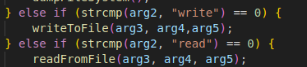 } else if (strcmp(arg2, "write") == 0) {
writeToFile(arg3, arg4,arg5);
} else if (strcmp(arg2, "read") == 0) {
readFromFile(arg3, arg4, arg5);